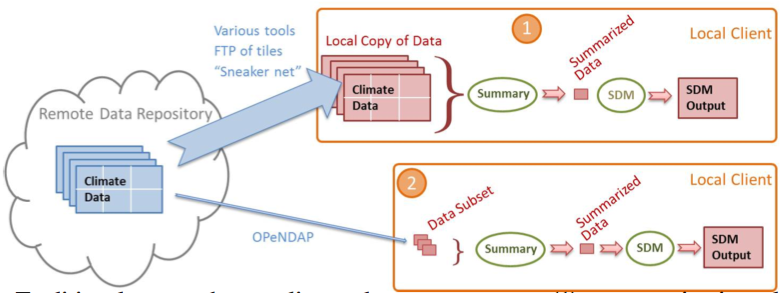 Various tools
FTP of tiles
“Sneaker net”
Remote Data Repository
Climate
Data
OPeNDAP
1
Local Client
Local Copy of Data
Climate
Data
Summary
Summarized
Data
SDM
SDM
Output
2
Local Client
Data Subset
Summary
Summarized
Data
SDM
SDM
Output